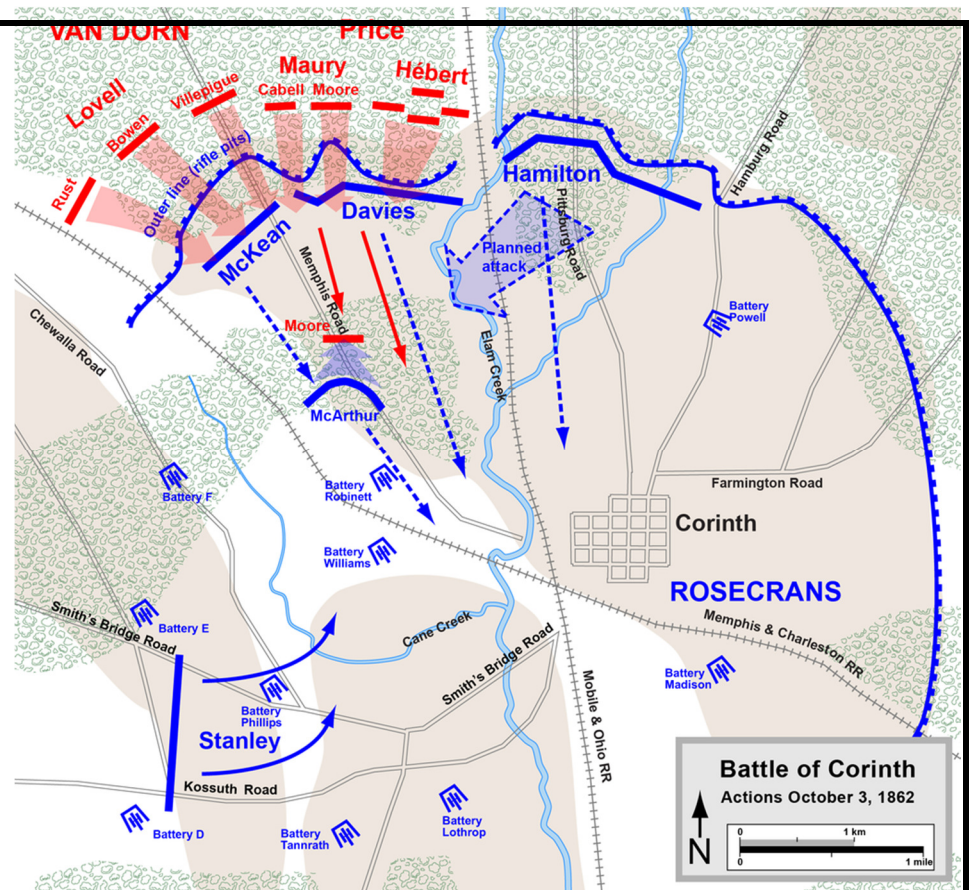 VAN DORN
Price
Maury
Hébert
Cabell Moore
Lovell
Villepigue
Bowen
Rust
Outer line (rifle pits)
McKean
Davies
Hamilton
Hamburg Road
Pittsburg Road
Planned
attack
Memphis Road
Moore
McArthur
Elam Creek
Battery
Powell
Chewalla Road
Battery F
Battery
Robinett
Farmington Road
Corinth
Battery
Williams
ROSECRANS
Memphis & Charleston RR
Battery E
Smith's Bridge Road
Cane Creek
Smith's Bridge Road
Battery
Madison
Mobile & Ohio RR
Battery
Phillips
Stanley
Kossuth Road
Battery D
Battery
Tannrath
Battery
Lothrop
Battle of Corinth
Actions October 3, 1862
N
0
1 km
0
1 mile